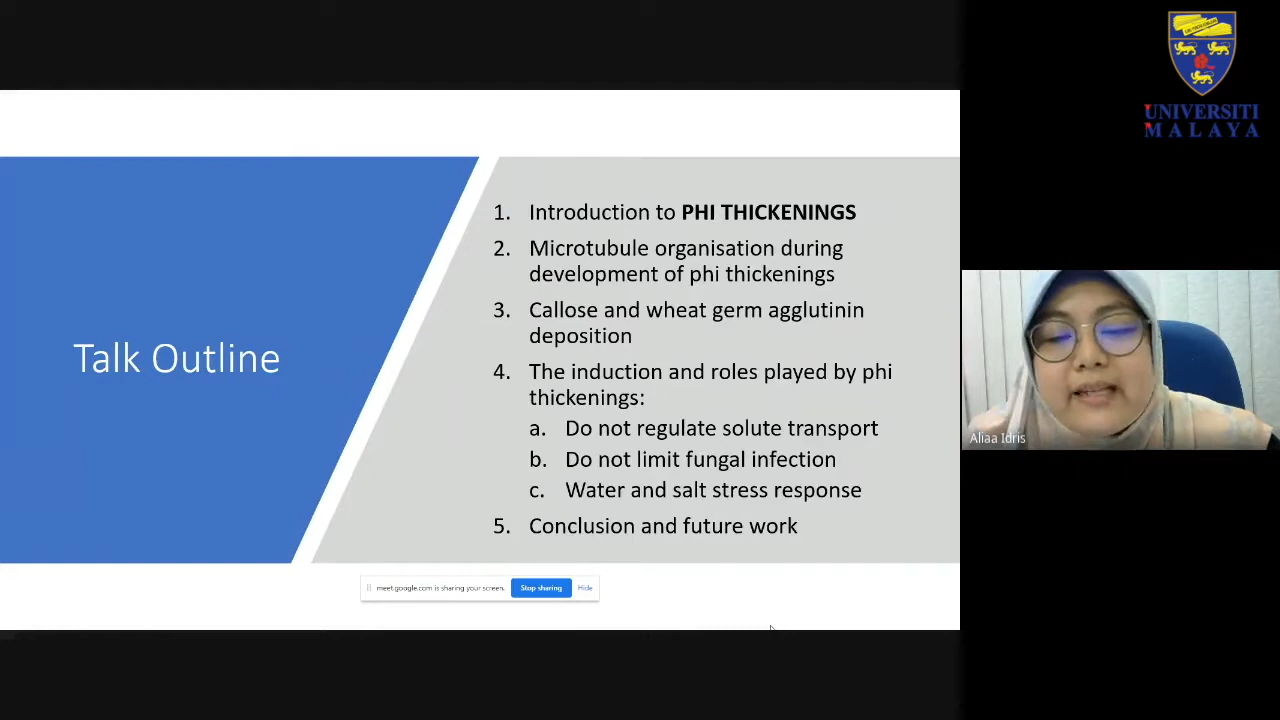 Talk Outline
1. Introduction to PHI THICKENINGS
2. Microtubule organisation during
development of phi thickenings
3. Callose and wheat germ agglutinin
deposition
4. The induction and roles played by phi
thickenings:
a. Do not regulate solute transport
b. Do not limit fungal infection
c. Water and salt stress response
5. Conclusion and future work
meet.google.com is sharing your screen.
Stop sharing
Hide
UNIVERSITI
MALAYA
Aliaa Idris